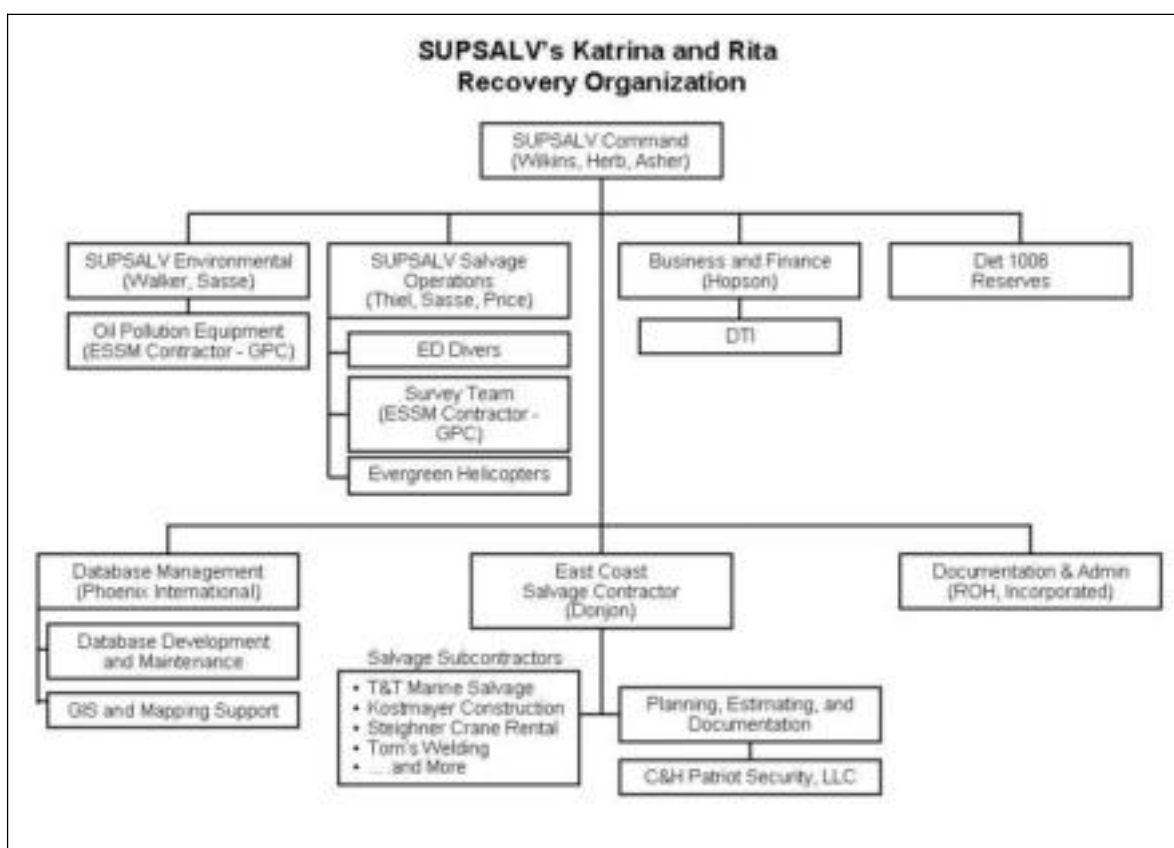 SUPSALV's Katrina and Rita
Recovery Organization
SUPSALV Command
(Wilkins, Herb, Asher)
SUPSALV Environmental
(Walker, Sasse)
SUPSALV Salvage
Operations
(Thiel, Sasse, Price)
Business and Finance
(Hopson)
Det 1006
Reserves
Oil Pollution Equipment
(ESSM Contractor - GPC)
DTI
ED Divers
Survey Team
(ESSM Contractor -
GPC)
Evergreen Helicopters
Database Management
(Phoenix International)
East Coast
Salvage Contractor
(Donjon)
Documentation & Admin
(ROH, Incorporated)
Database Development
and Maintenance
GIS and Mapping Support
Salvage Subcontractors
• T&T Marine Salvage
• Kostmayer Construction
• Steighner Crane Rental
• Tom's Welding
• ....and More
Planning, Estimating, and
Documentation
C&H Patriot Security, LLC